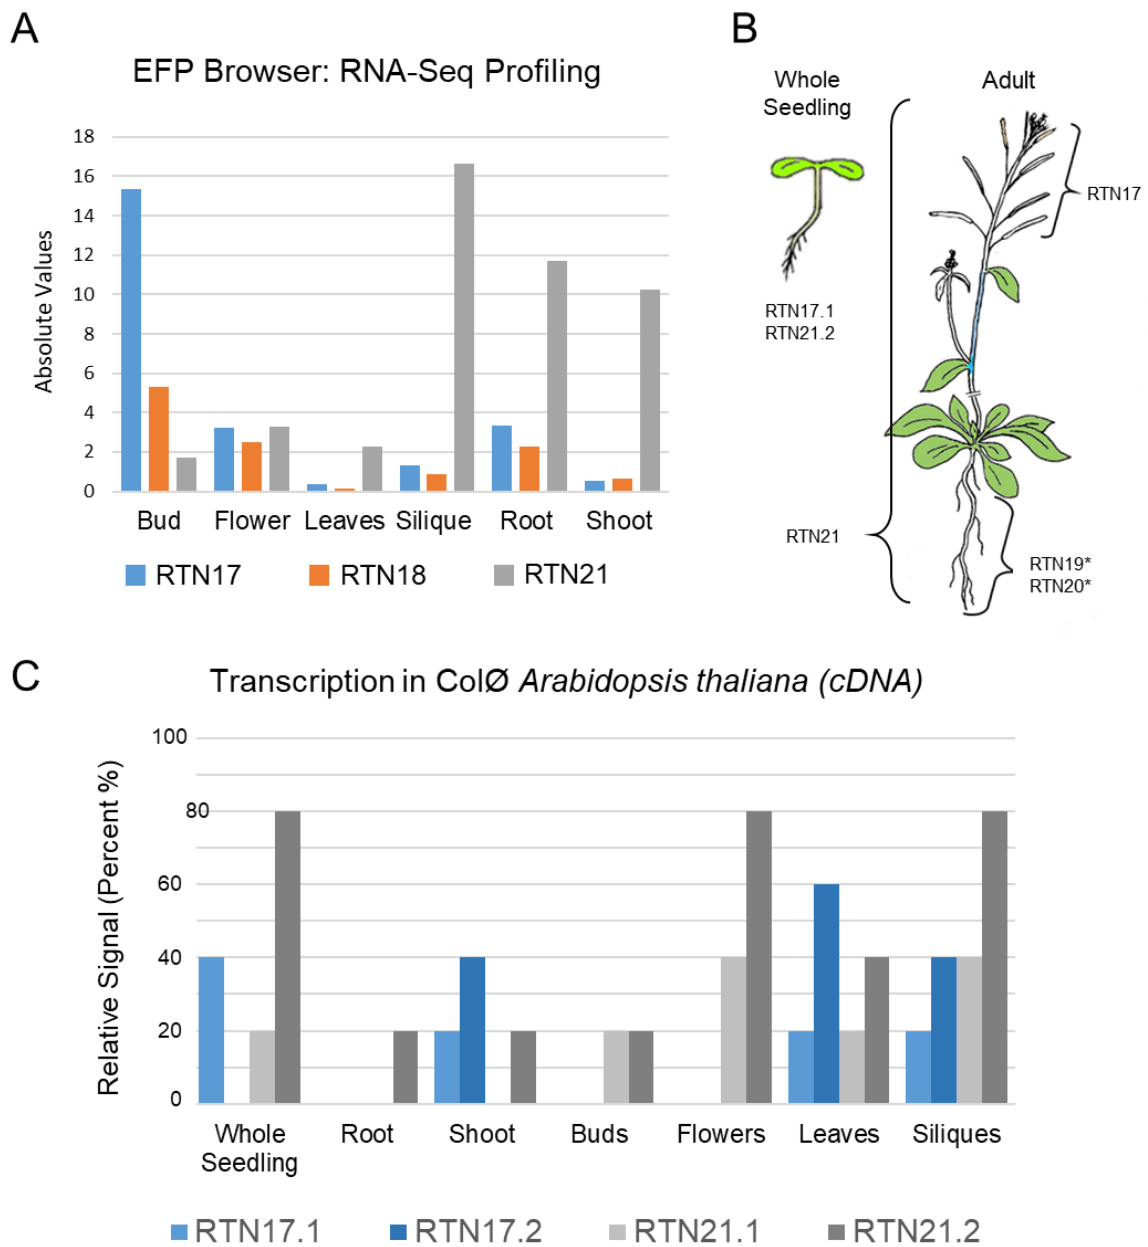 A
EFP Browser: RNA-Seq Profiling
Absolute Values
18
16
14
12
10
8
6
4
2
0
Bud Flower Leaves Silique Root Shoot
RTN17 RTN18 RTN21
B
Whole
Seedling
Adult
RTN17
RTN17.1
RTN21.2
RTN21
RTN19*
RTN20*
C
Transcription in ColØ Arabidopsis thaliana (cDNA)
Relative Signal (Percent %)
100
80
60
40
20
0
Whole
Seedling
Root Shoot Buds Flowers Leaves Siliques
RTN17.1 RTN17.2 RTN21.1 RTN21.2